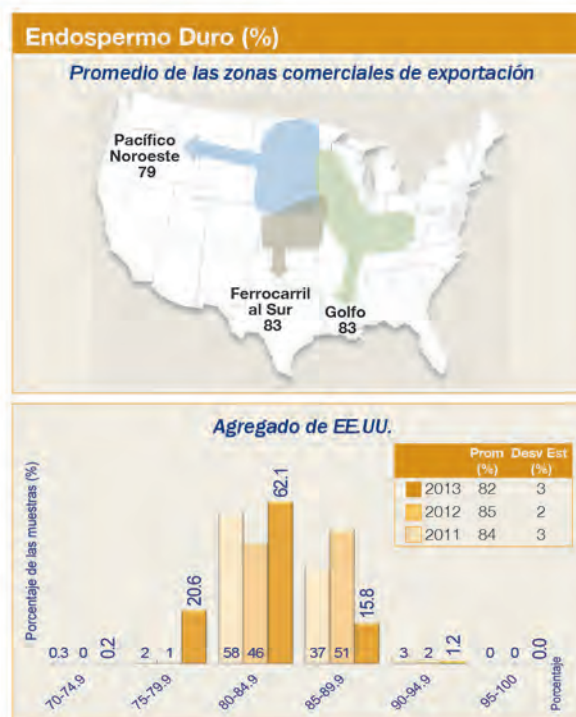 Endospermo Duro (%)
Promedio de las zonas comerciales de exportación
Pacífico
Noroeste
79
Ferrocarril
al Sur
83
Golfo
83
Agregado de EE.UU.
Prom Desv Est
(%) (%)
2013 82 3
2012 85 2
2011 84 3
Porcentaje de las muestras (%)
0.3 0 0.2
2 1 20.6
58 46 62.1
37 51 15.8
3 2 1.2
0 0 0.0
70-74.9 75-79.9 80-84.9 85-89.9 90-94.9 95-100
Porcentaje